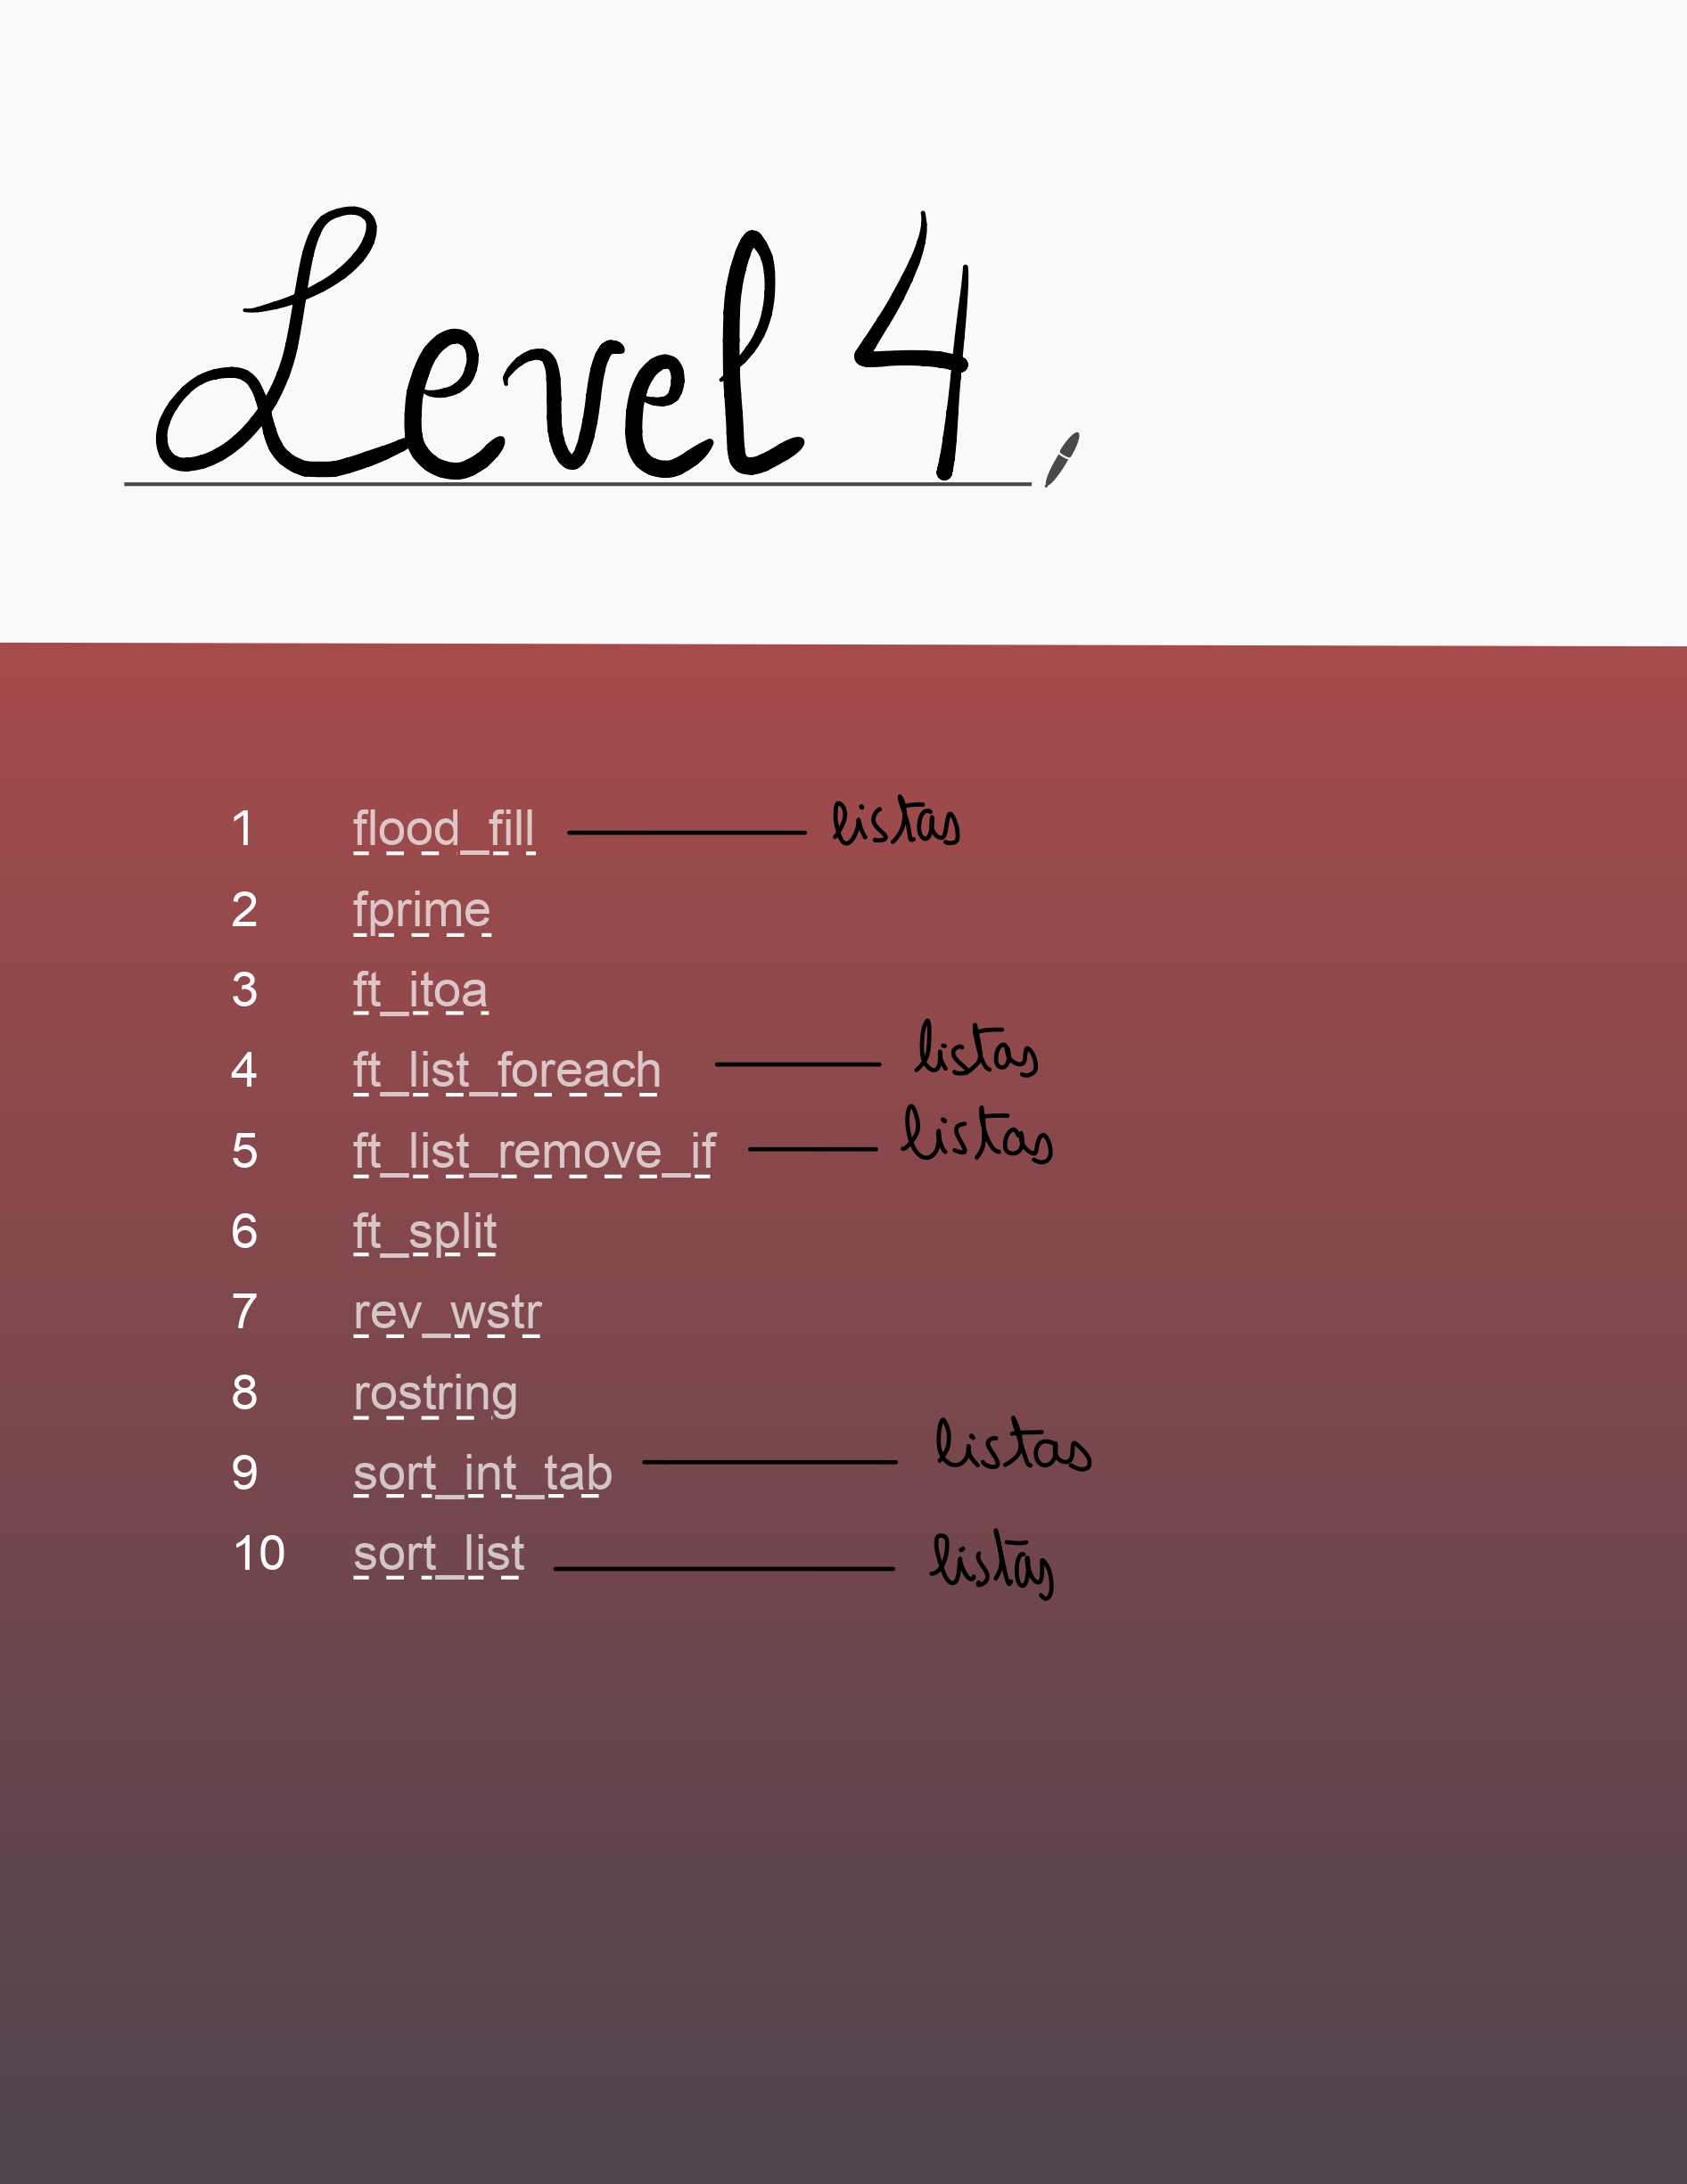 Level 4
1 flood_fill listas
2 fprime
3 ft_itoa
4 ft_list_foreach listas
5 ft_list_remove_if listas
6 ft_split
7 rev_wstr
8 rostring
9 sort_int_tab listas
10 sort_list listas